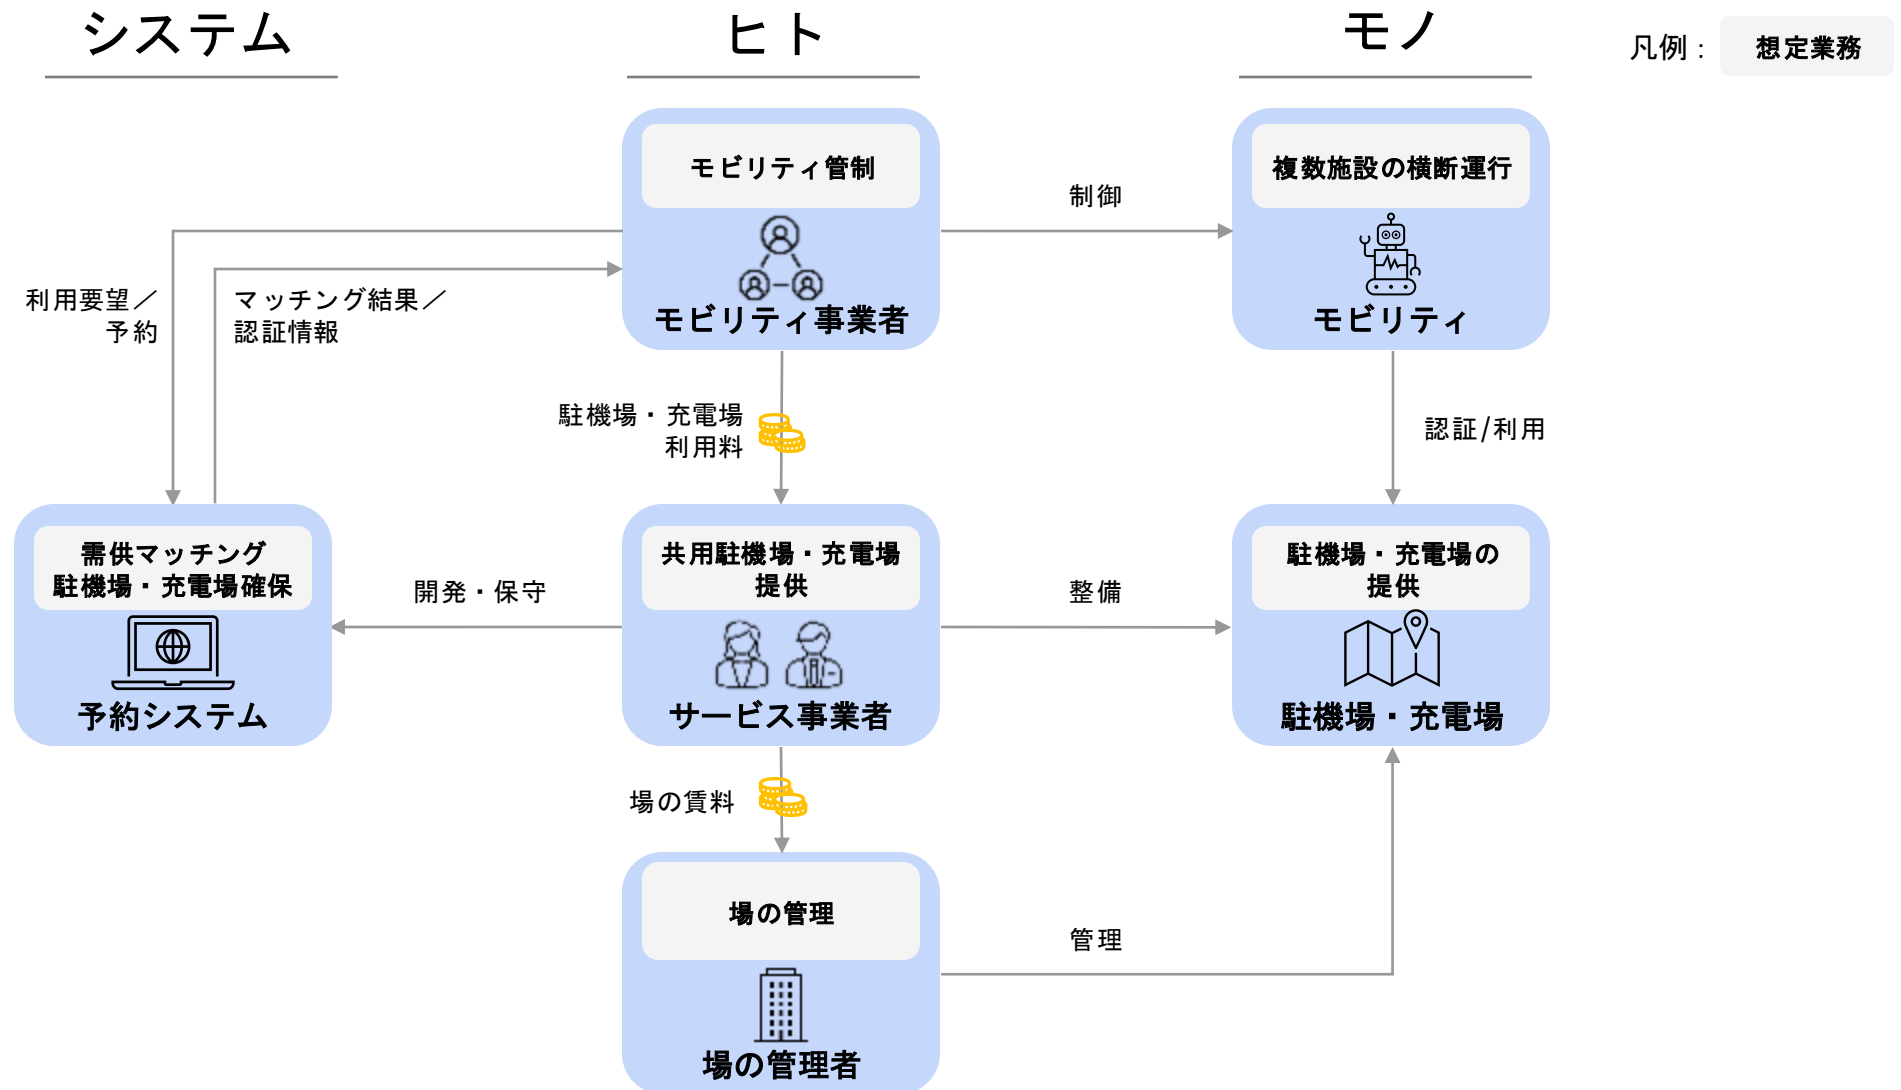 システム
ヒト
モノ
凡例：
想定業務
モビリティ管制
モビリティ事業者
制御
複数施設の横断運行
モビリティ
利用要望／
予約
マッチング結果／
認証情報
駐機場・充電場
利用料
認証/利用
需供マッチング
駐機場・充電場確保
予約システム
開発・保守
共用駐機場・充電場
提供
サービス事業者
整備
駐機場・充電場の
提供
駐機場・充電場
場の賃料
場の管理
場の管理者
管理